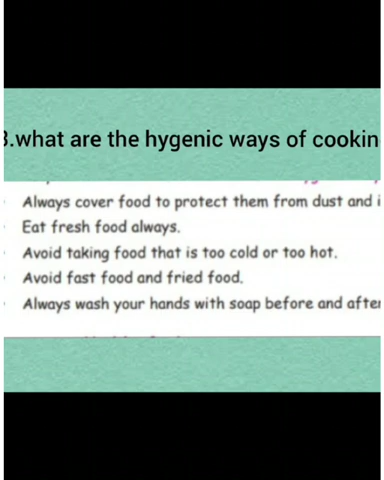 3.what are the hygenic ways of cookin
Always cover food to protect them from dust and i
Eat fresh food always.
Avoid taking food that is too cold or too hot.
Avoid fast food and fried food.
Always wash your hands with soap before and after